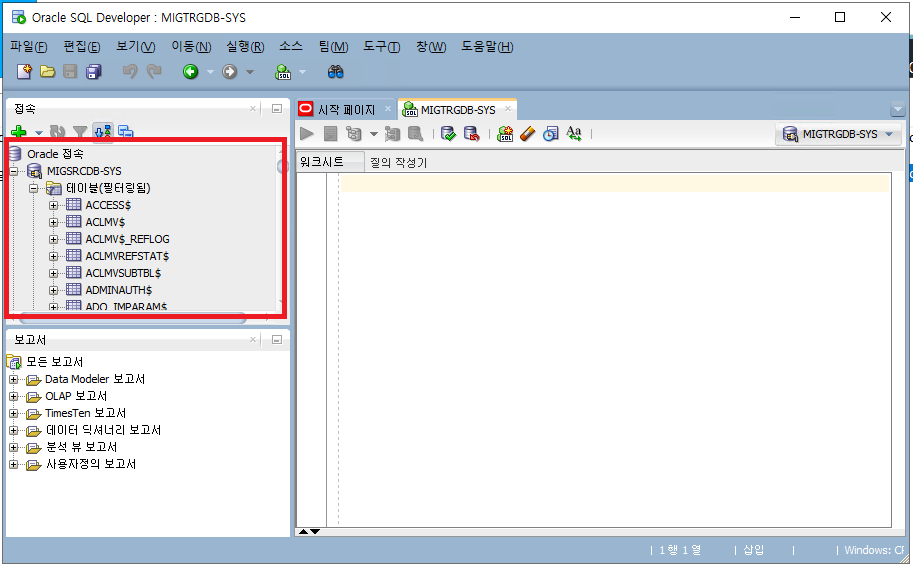 Oracle SQL Developer : MIGTRGDB-SYS
파일(F) 편집(E) 보기(V) 이동(N) 실행(R) 소스 팀(M) 도구(T) 창(W) 도움말(H)
접속
Oracle 접속
MIGSRCDB-SYS
테이블(필터링됨)
ACCESS$
ACLMV$
ACLMV$_REFLOG
ACLMVREFSTAT$
ACLMVSUBTBL$
ADMINAUTH$
ADO_IMPARAM$
보고서
모든 보고서
Data Modeler 보고서
OLAP 보고서
TimesTen 보고서
데이터 딕셔너리 보고서
분석 뷰 보고서
사용자정의 보고서
시작 페이지 MIGTRGDB-SYS
MIGTRGDB-SYS
워크시트 질의 작성기
1 행 1 열 삽입 Windows: